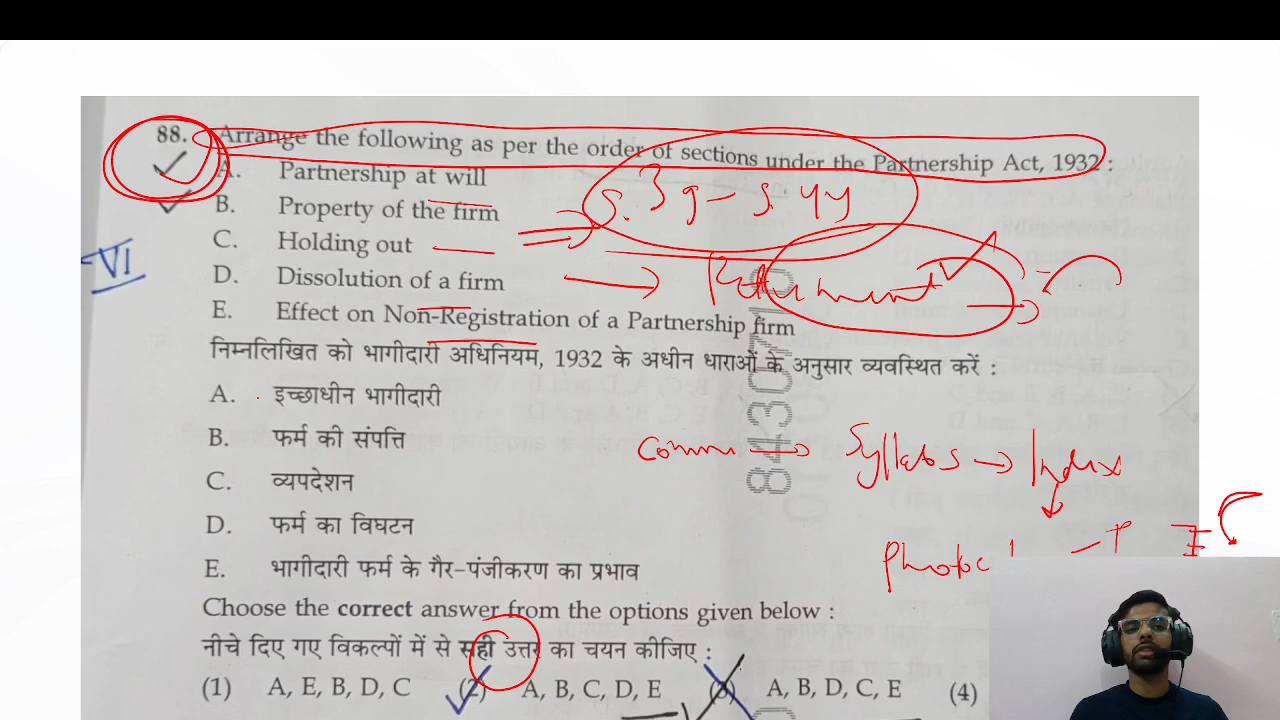 88. Arrange the following as per the order of sections under the Partnership Act, 1932 :
A. Partnership at will
B. Property of the firm
C. Holding out
D. Dissolution of a firm
E. Effect on Non-Registration of a Partnership firm
s. 39 - s. 44
VI
Retirement
निम्नलिखित को भागीदारी अधिनियम, 1932 के अधीन धाराओं के अनुसार व्यवस्थित करें :
A. इच्छाधीन भागीदारी
B. फर्म की संपत्ति
C. व्यपदेशन
D. फर्म का विघटन
E. भागीदारी फर्म के गैर-पंजीकरण का प्रभाव
Syllabus → Index
Choose the correct answer from the options given below :
नीचे दिए गए विकल्पों में से सही उत्तर का चयन कीजिए :
(1) A, E, B, D, C (2) A, B, C, D, E (3) A, B, D, C, E (4)